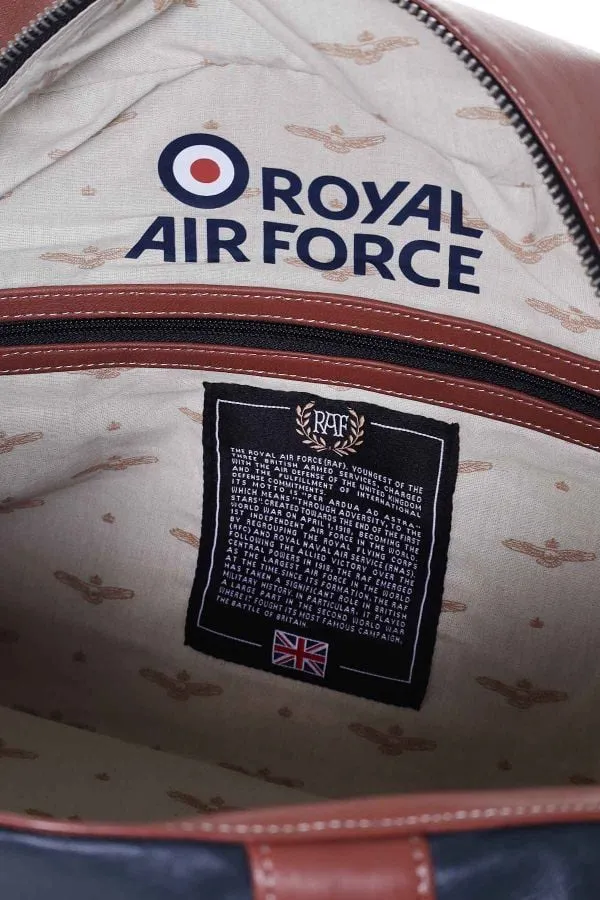 ROYAL
AIR FORCE
RAF
THE ROYAL AIR FORCE (RAF), YOUNGEST OF THE
THREE BRITISH ARMED SERVICES, CHARGED
WITH THE AIR DEFENSE OF THE UNITED KINGDOM
AND THE FULFILLMENT OF INTERNATIONAL
DEFENSE COMMITMENTS.
ITS MOTTO IS "PER ARDUA AD ASTRA"
WHICH MEANS "THROUGH ADVERSITY, TO THE
STARS". CREATED TOWARDS THE END OF THE FIRST
WORLD WAR ON APRIL 1, 1918, BECOMING THE
1ST INDEPENDENT AIR FORCE IN THE WORLD,
BY REGROUPING THE ROYAL FLYING CORPS
(RFC) AND ROYAL NAVAL AIR SERVICE (RNAS).
FOLLOWING THE ALLIED VICTORY OVER THE
CENTRAL POWERS IN 1918, THE RAF EMERGED
AS THE LARGEST AIR FORCE IN THE WORLD
AT THE TIME SINCE ITS FORMATION, THE RAF
HAS TAKEN A SIGNIFICANT ROLE IN BRITISH
MILITARY HISTORY. IN PARTICULAR, IT PLAYED
A LARGE PART IN THE SECOND WORLD WAR
WHERE IT FOUGHT ITS MOST FAMOUS CAMPAIGN,
THE BATTLE OF
BRITAIN.